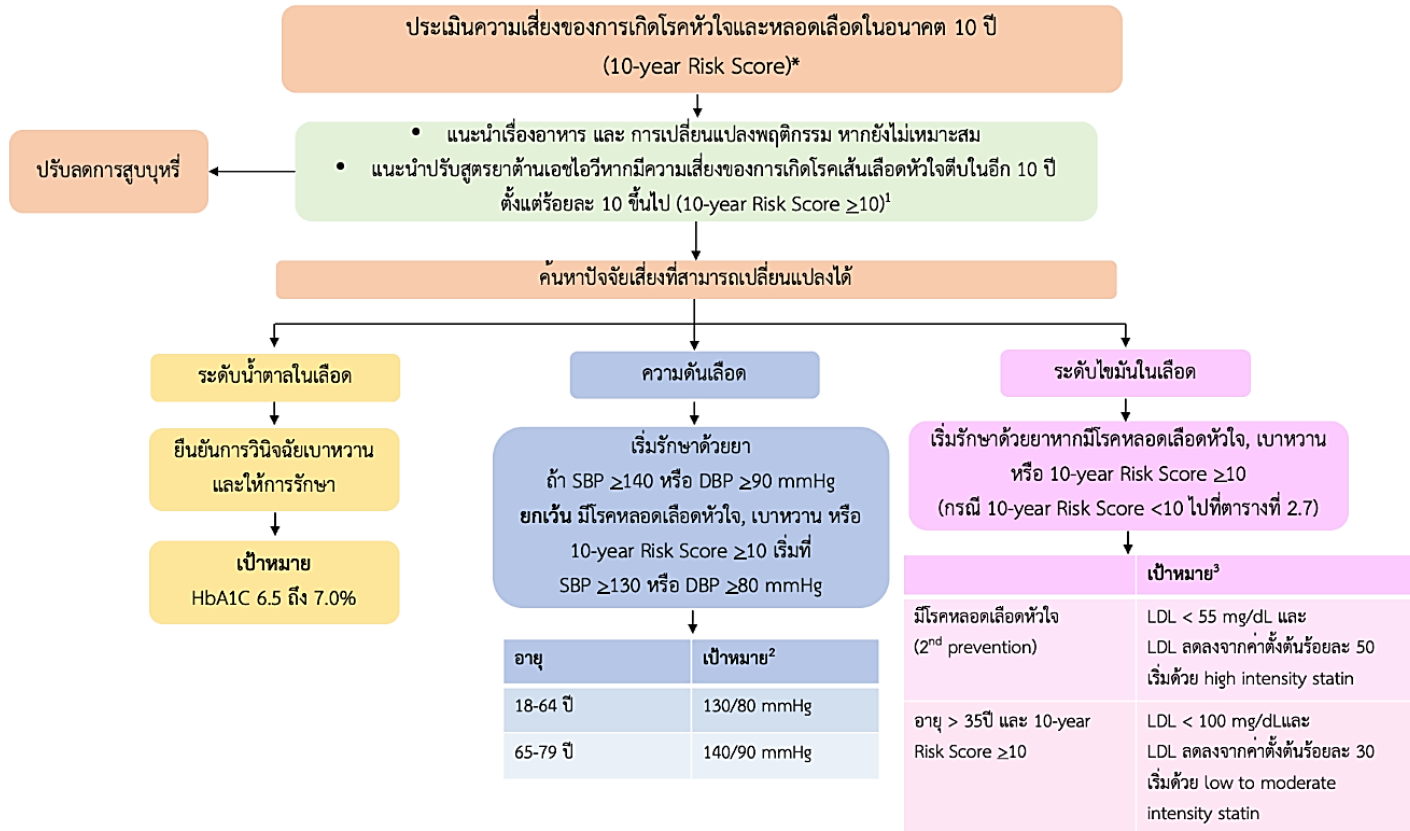 ประเมินความเสี่ยงของการเกิดโรคหัวใจและหลอดเลือดในอนาคต 10 ปี
(10-year Risk Score)*
• แนะนำเรื่องอาหาร และ การเปลี่ยนแปลงพฤติกรรม หากยังไม่เหมาะสม
• แนะนำปรับสูตรยาต้านเอชไอวีหากมีความเสี่ยงของการเกิดโรคเส้นเลือดหัวใจตีบในอีก 10 ปี
ตั้งแต่ร้อยละ 10 ขึ้นไป (10-year Risk Score ≥10)¹
ปรับลดการสูบบุหรี่
ค้นหาปัจจัยเสี่ยงที่สามารถเปลี่ยนแปลงได้
ระดับน้ำตาลในเลือด
ยืนยันการวินิจฉัยเบาหวาน
และให้การรักษา
เป้าหมาย
HbA1C 6.5 ถึง 7.0%
ความดันเลือด
เริ่มรักษาด้วยยา
ถ้า SBP ≥140 หรือ DBP ≥90 mmHg
ยกเว้น มีโรคหลอดเลือดหัวใจ, เบาหวาน หรือ
10-year Risk Score ≥10 เริ่มที่
SBP ≥130 หรือ DBP ≥80 mmHg
อายุ เป้าหมาย²
18-64 ปี 130/80 mmHg
65-79 ปี 140/90 mmHg
ระดับไขมันในเลือด
เริ่มรักษาด้วยยาหากมีโรคหลอดเลือดหัวใจ, เบาหวาน
หรือ 10-year Risk Score ≥10
(กรณี 10-year Risk Score <10 ไปที่ตารางที่ 2.7)
เป้าหมาย³
มีโรคหลอดเลือดหัวใจ
(2nd prevention)
LDL < 55 mg/dL และ
LDL ลดลงจากค่าตั้งต้นร้อยละ 50
เริ่มด้วย high intensity statin
อายุ > 35ปี และ 10-year
Risk Score ≥10
LDL < 100 mg/dLและ
LDL ลดลงจากค่าตั้งต้นร้อยละ 30
เริ่มด้วย low to moderate
intensity statin